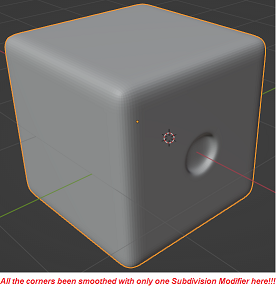 All the corners been smoothed with only one Subdivision Modifier here!!!